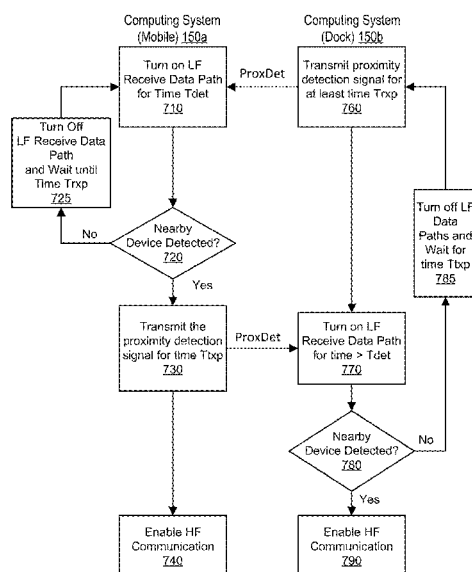 Computing System
(Mobile) 150a
Computing System
(Dock) 150b
Turn on LF
Receive Data Path
for Time Tdet
710
ProxDet
Transmit proximity
detection signal for
at least time Trxp
760
Turn Off
LF Receive Data
Path
and Wait until
Time Trxp
725
Turn off LF
Data
Paths and
Wait for
time Ttxp
785
No
Nearby
Device Detected?
720
Yes
Transmit the
proximity detection
signal for time Ttxp
730
ProxDet
Turn on LF
Receive Data Path
for time > Tdet
770
Nearby
Device Detected?
780
No
Yes
Enable HF
Communication
740
Enable HF
Communication
790